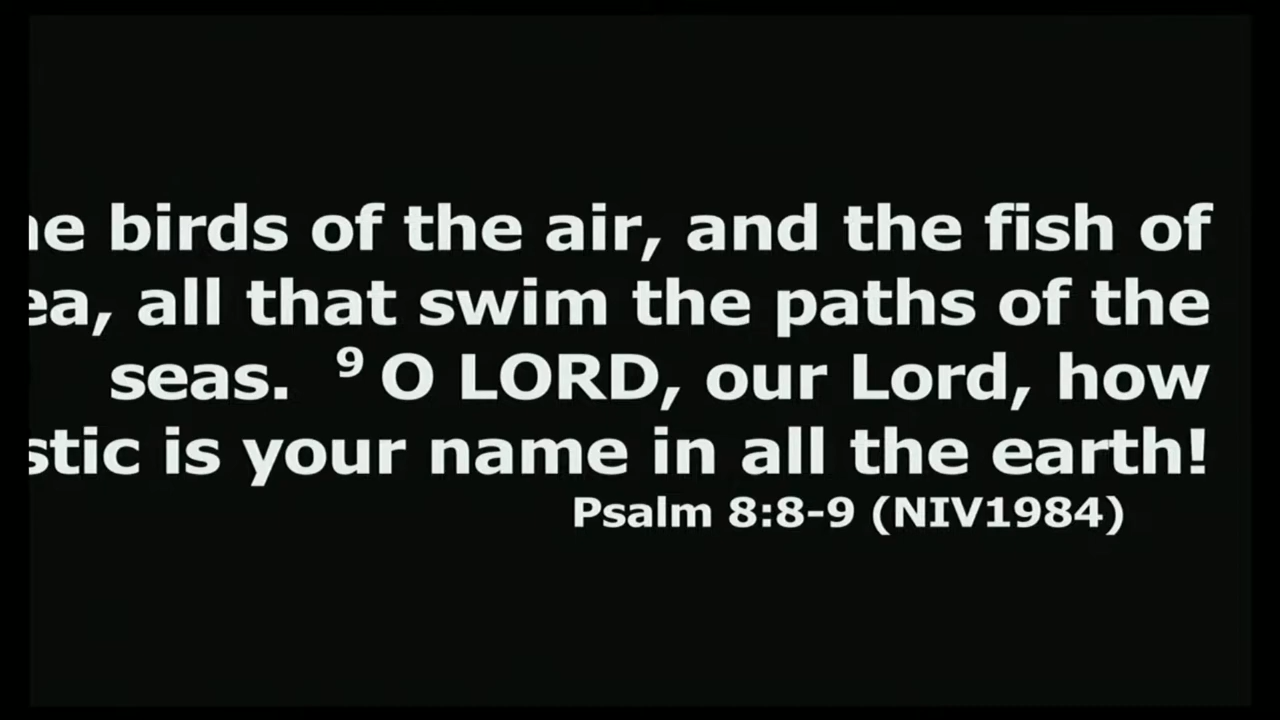 birds of the air, and the fish of
all that swim the paths of the
seas. 9 O LORD, our Lord, how
is your name in all the earth!
Psalm 8:8-9 (NIV1984)